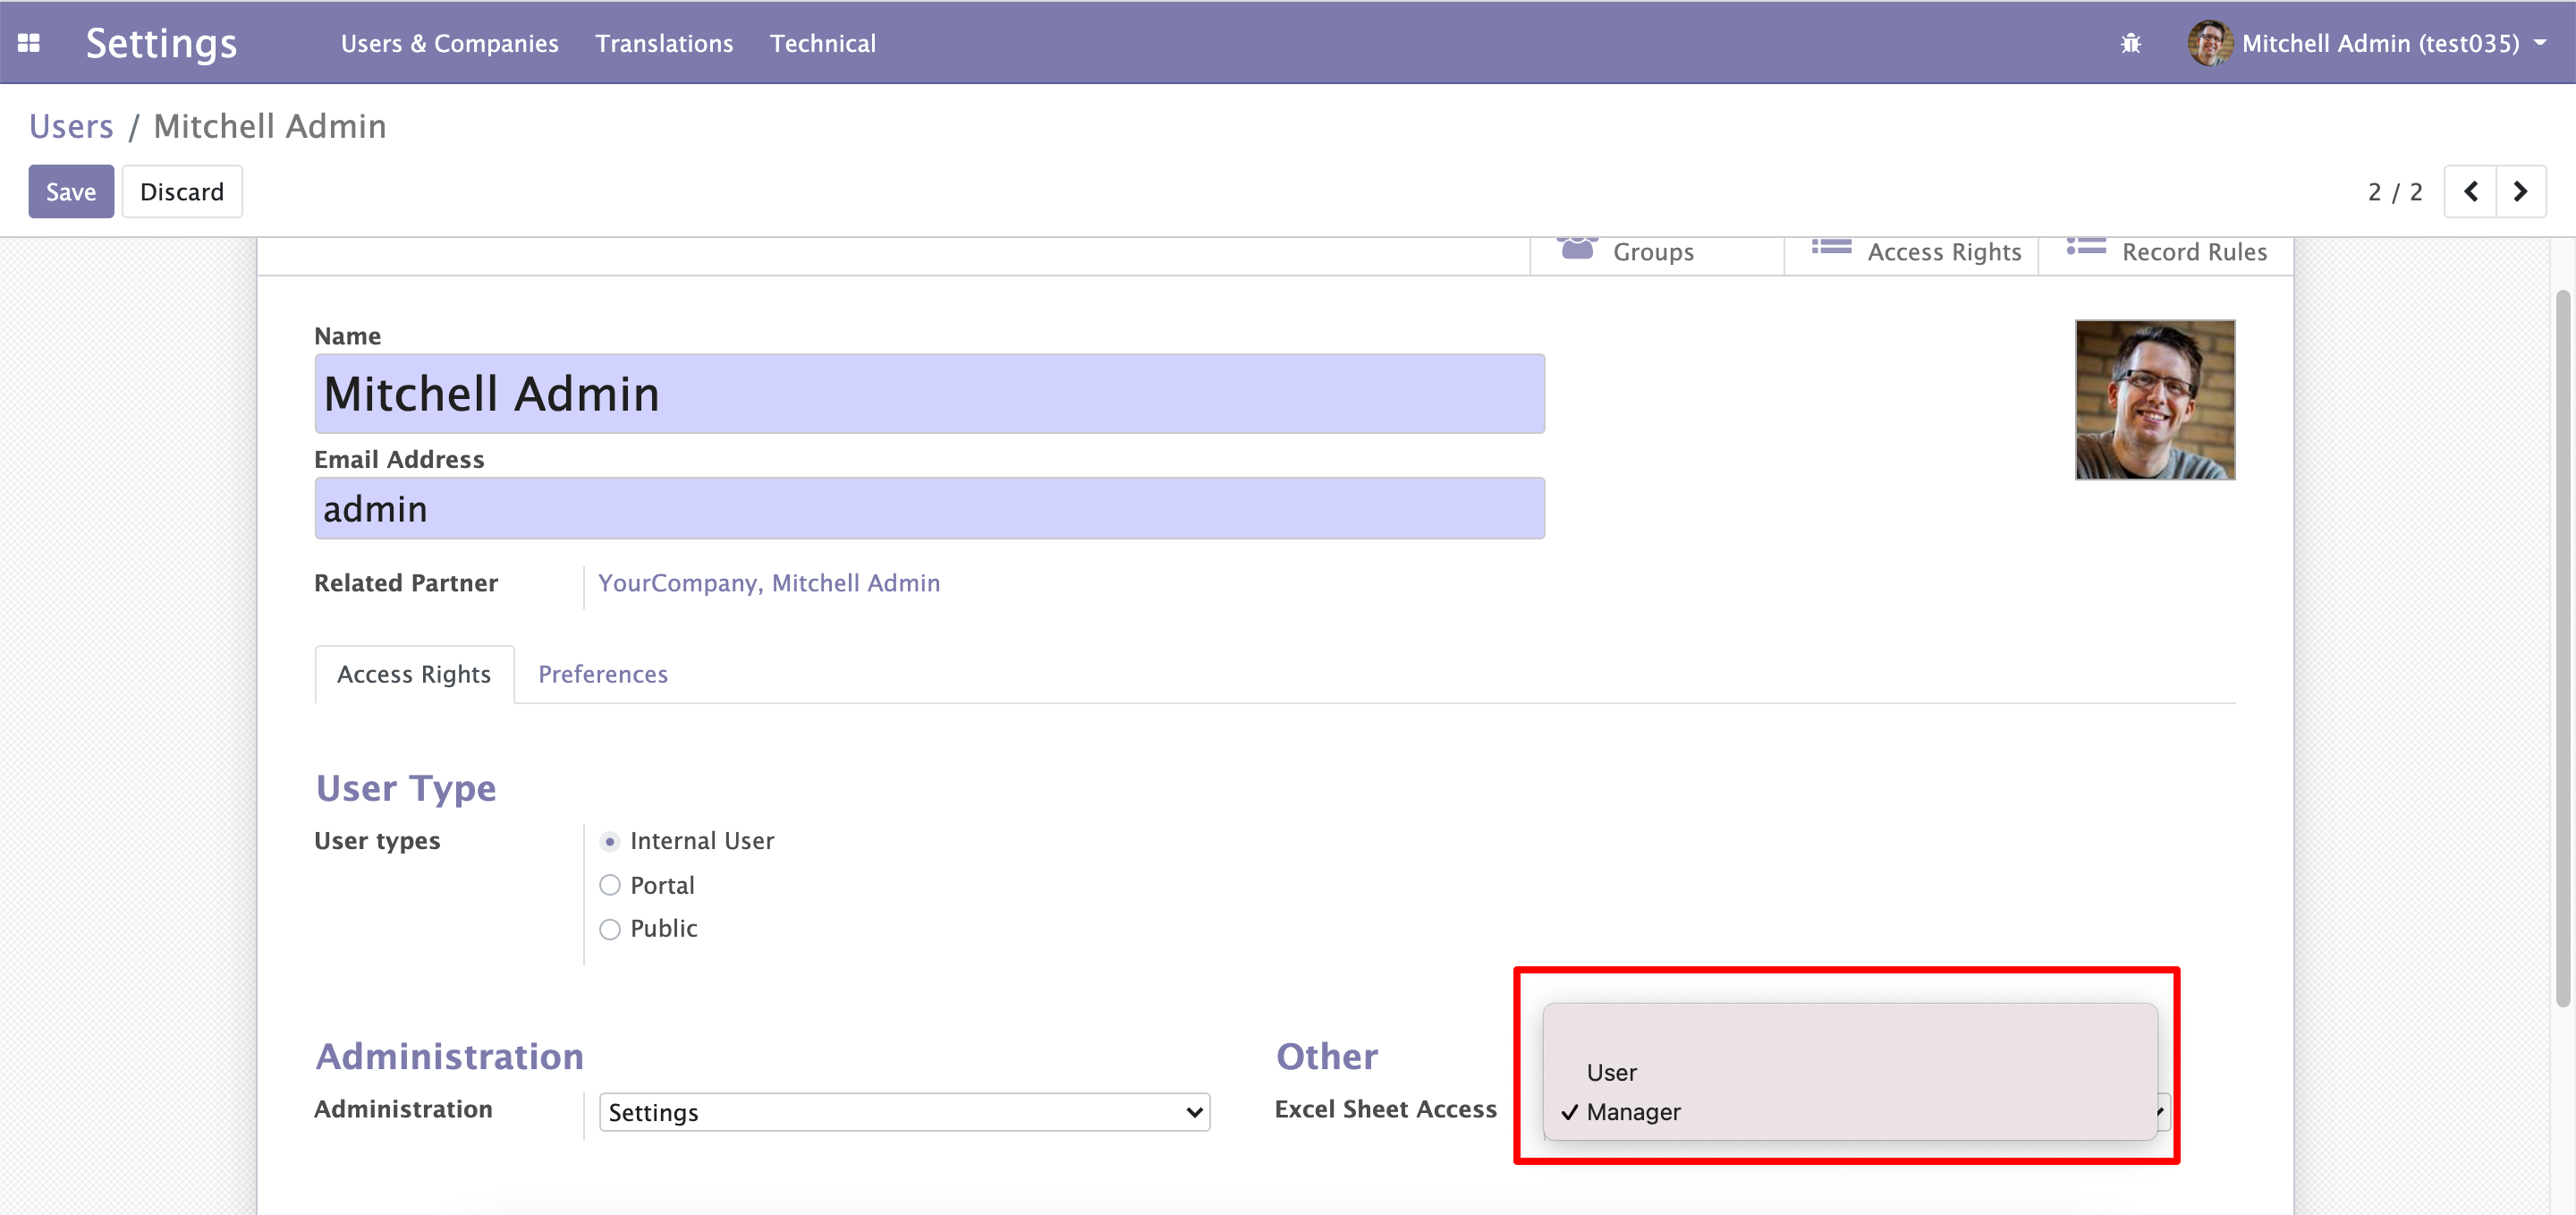 Settings Users & Companies Translations Technical Mitchell Admin (test035)
Users / Mitchell Admin
Save Discard 2 / 2
Groups Access Rights Record Rules
Name
Mitchell Admin
Email Address
admin
Related Partner YourCompany, Mitchell Admin
Access Rights Preferences
User Type
User types Internal User
Portal
Public
Administration Other
User
Administration Settings Excel Sheet Access Manager